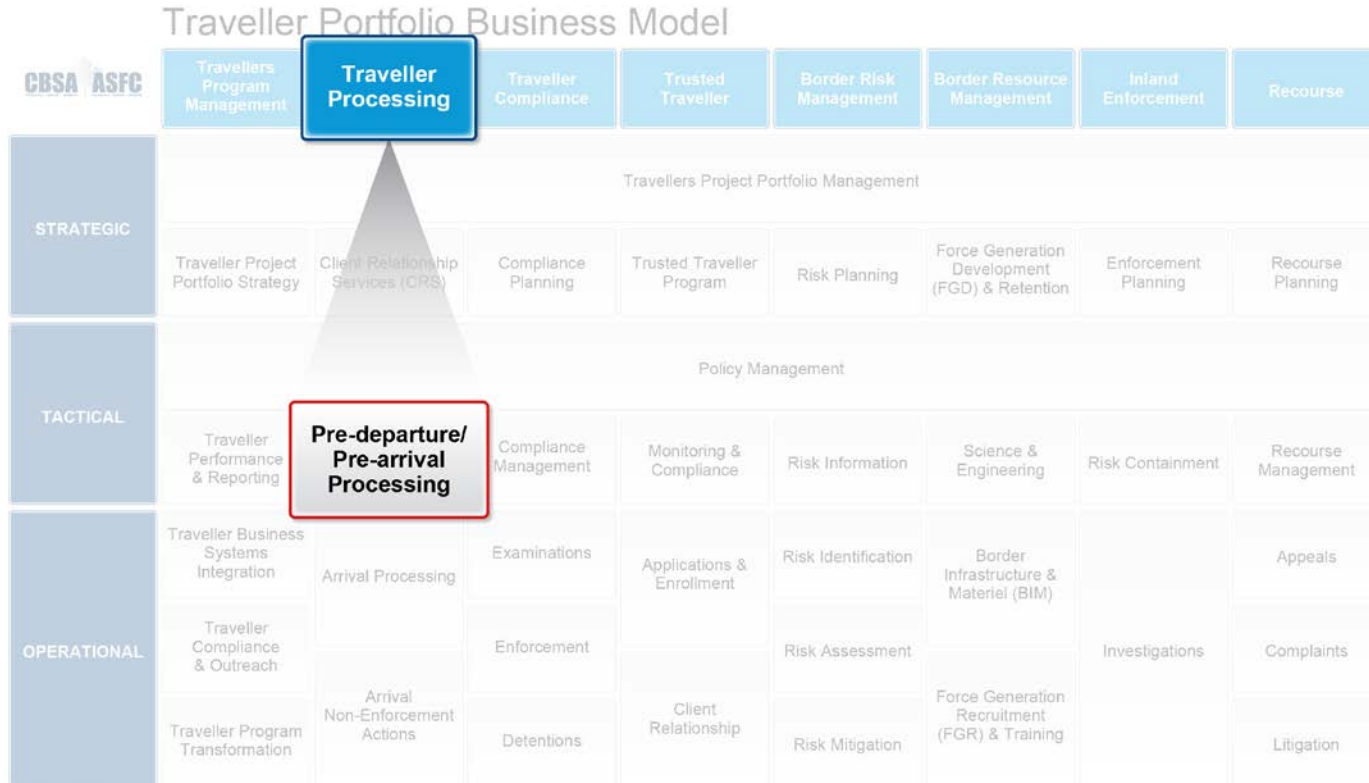 Traveller Portfolio Business Model
CBSA ASFC
Travellers
Program
Management
Traveller
Processing
Traveller
Compliance
Trusted
Traveller
Border Risk
Management
Border Resource
Management
Inland
Enforcement
Recourse
STRATEGIC
Travellers Project Portfolio Management
Traveller Project
Portfolio Strategy
Client Relationship
Services (CRS)
Compliance
Planning
Trusted Traveller
Program
Risk Planning
Force Generation
Development
(FGD) & Retention
Enforcement
Planning
Recourse
Planning
TACTICAL
Policy Management
Traveller
Performance
& Reporting
Pre-departure/
Pre-arrival
Processing
Compliance
Management
Monitoring &
Compliance
Risk Information
Science &
Engineering
Risk Containment
Recourse
Management
OPERATIONAL
Traveller Business
Systems
Integration
Arrival Processing
Examinations
Applications &
Enrollment
Risk Identification
Border
Infrastructure &
Materiel (BIM)
Investigations
Appeals
Traveller
Compliance
& Outreach
Enforcement
Risk Assessment
Complaints
Traveller Program
Transformation
Arrival
Non-Enforcement
Actions
Detentions
Client
Relationship
Risk Mitigation
Force Generation
Recruitment
(FGR) & Training
Litigation